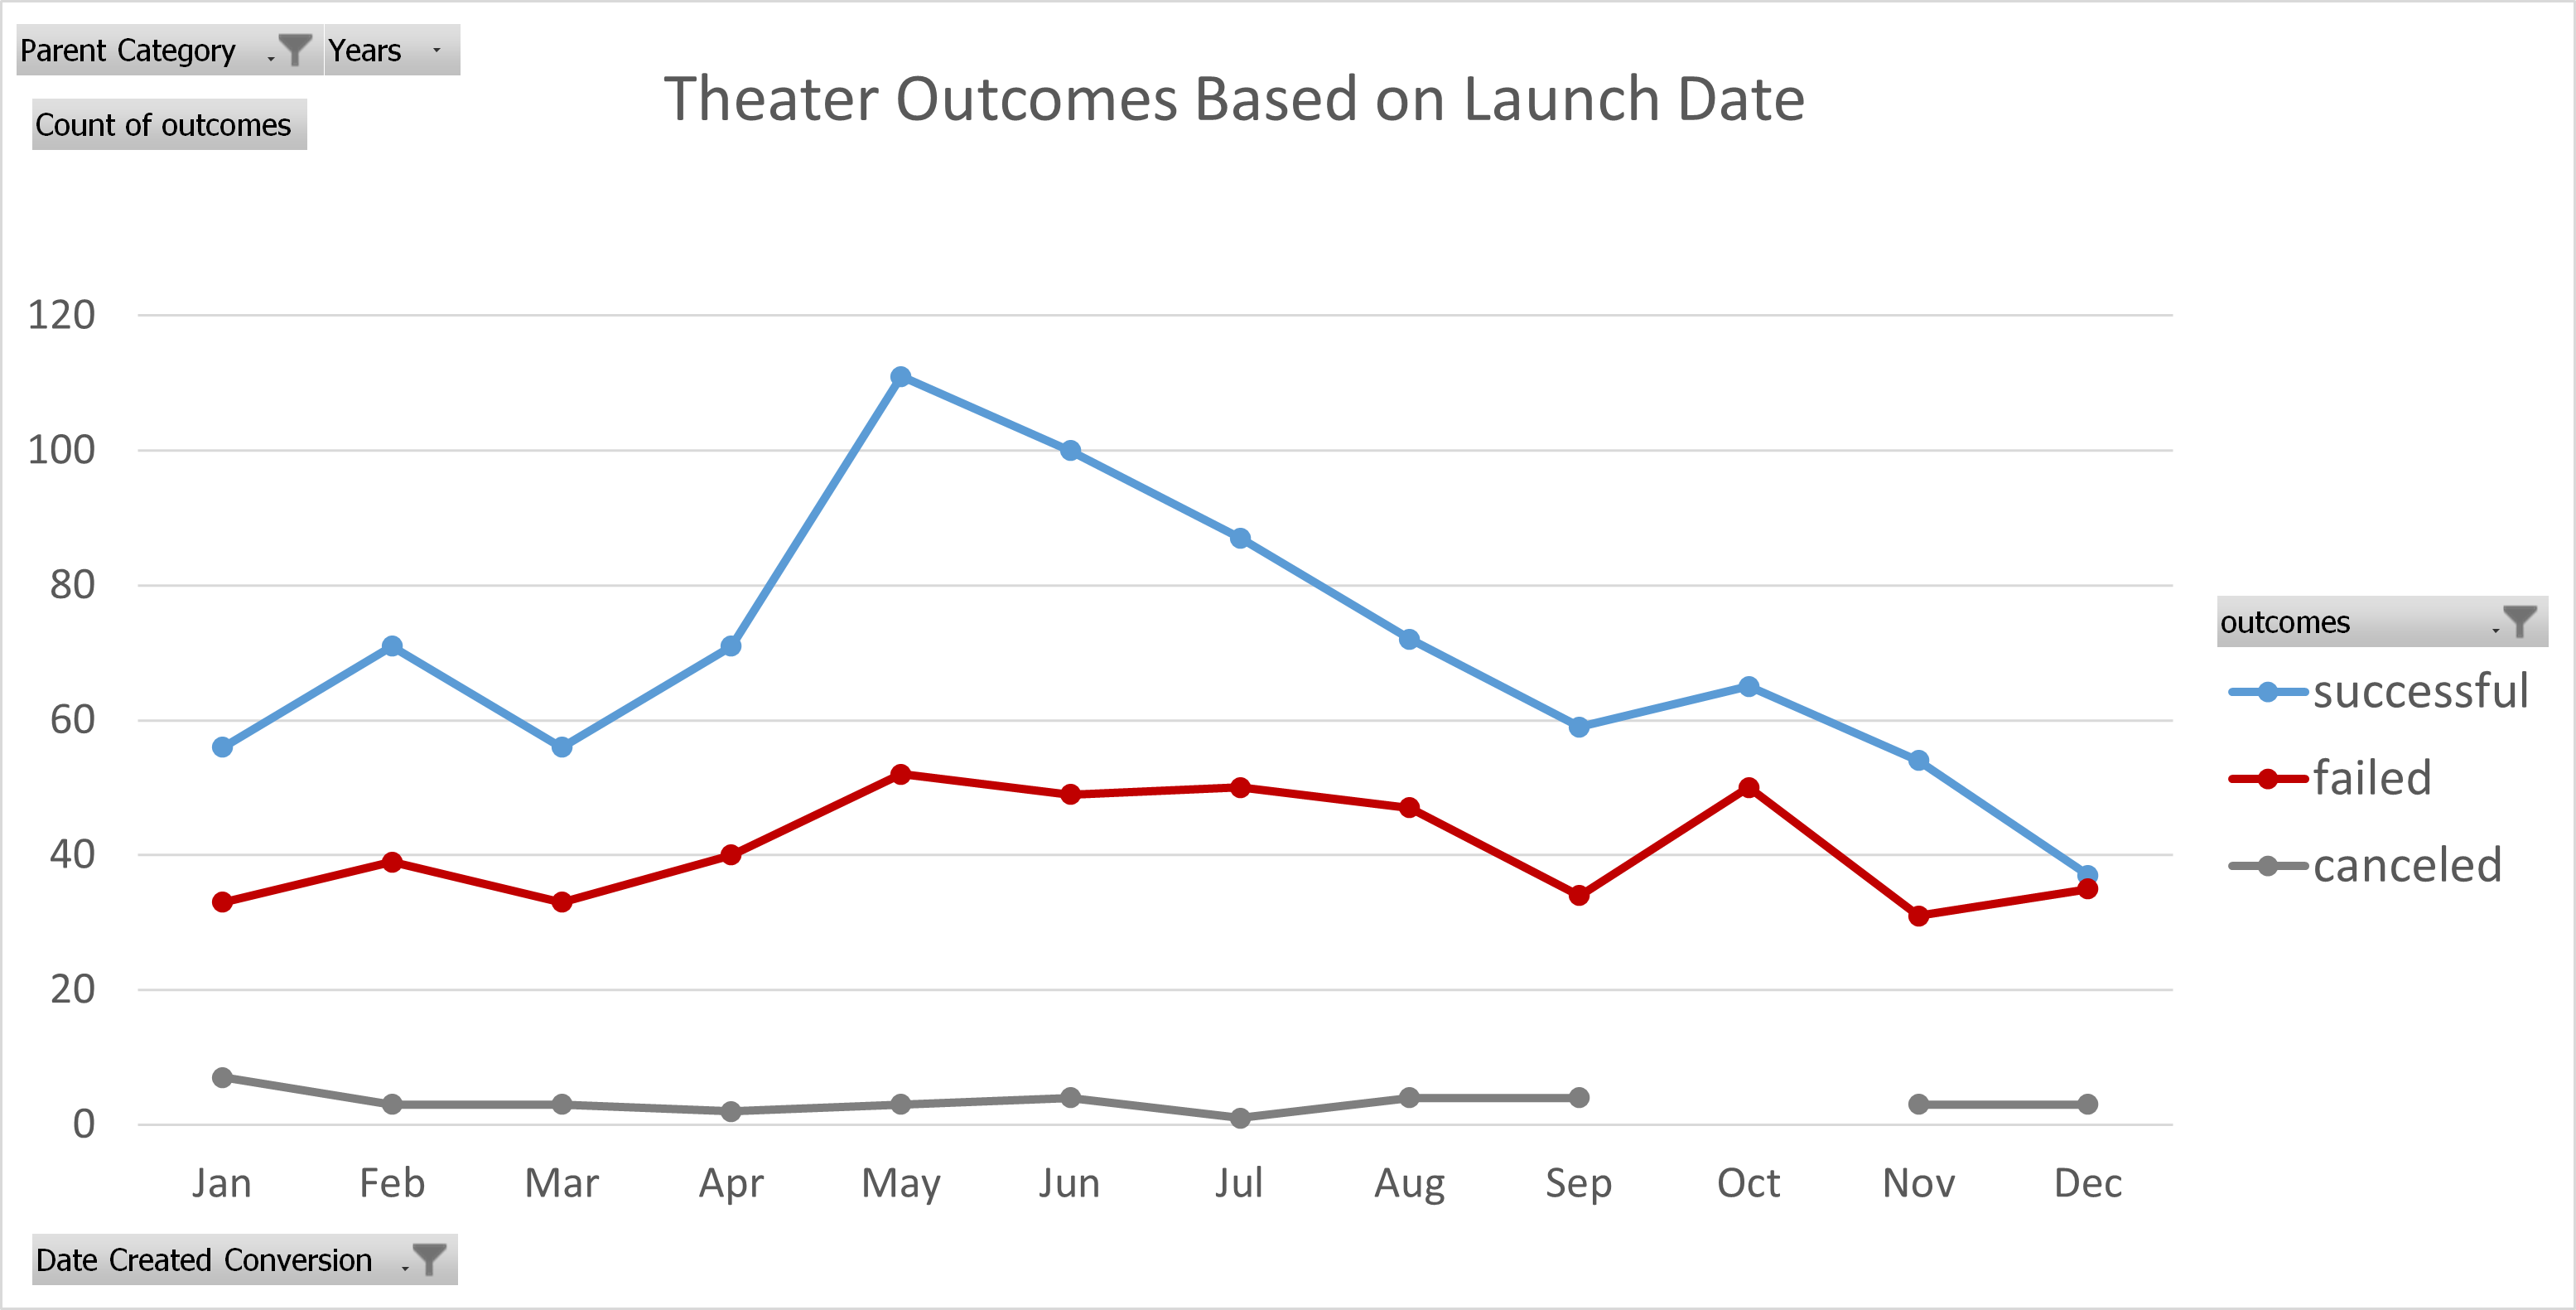 Parent Category Years
Count of outcomes
Theater Outcomes Based on Launch Date
120
100
80
60
40
20
0
Jan Feb Mar Apr May Jun Jul Aug Sep Oct Nov Dec
outcomes
successful
failed
canceled
Date Created Conversion